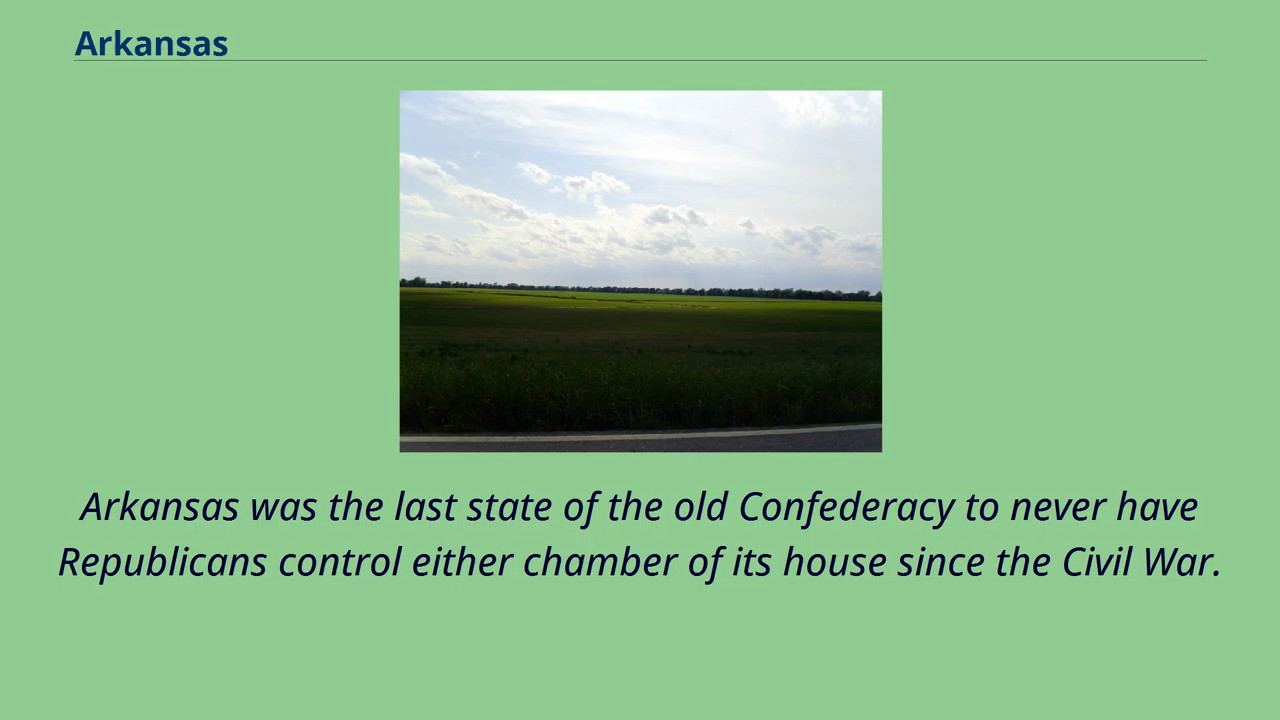 Arkansas
Arkansas was the last state of the old Confederacy to never have
Republicans control either chamber of its house since the Civil War.